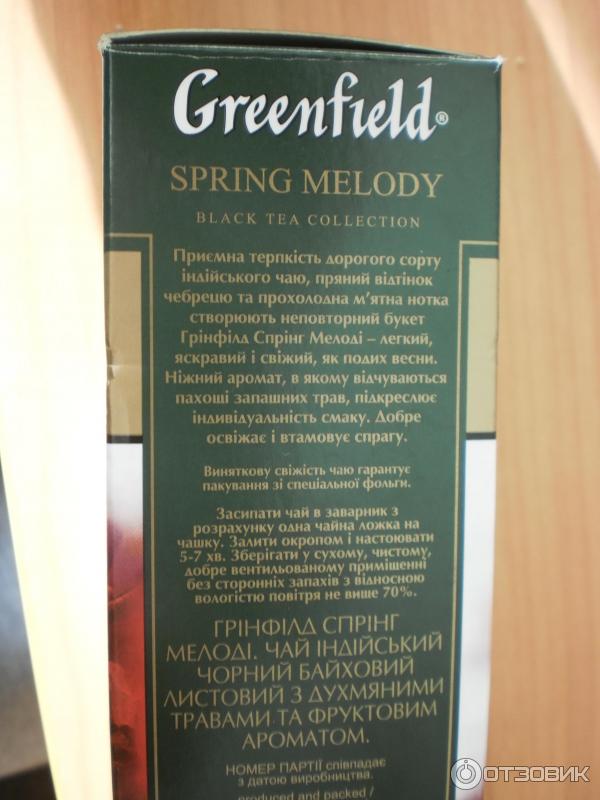 Greenfield®
SPRING MELODY
BLACK TEA COLLECTION
Приємна терпкість дорогого сорту
індійського чаю, пряний відтінок
чебрецю та прохолодна м’ятна нотка
створюють неповторний букет
Грінфілд Спрінг Мелоді – легкий,
яскравий і свіжий, як подих весни.
Ніжний аромат, в якому відчуваються
пахощі запашних трав, підкреслює
індивідуальність смаку. Добре
освіжає і втамовує спрагу.
Виняткову свіжість чаю гарантує
пакування зі спеціальної фольги.
Засипати чай в заварник з
розрахунку одна чайна ложка на
чашку. Залити окропом і настоювати
5-7 хв. Зберігати у сухому, чистому,
добре вентильованому приміщенні
без сторонніх запахів з відносною
вологістю повітря не вище 70%.
ГРІНФІЛД СПРІНГ
МЕЛОДІ. ЧАЙ ІНДІЙСЬКИЙ
ЧОРНИЙ БАЙХОВИЙ
ЛИСТОВИЙ З ДУХМЯНИМИ
ТРАВАМИ ТА ФРУКТОВИМ
АРОМАТОМ.
НОМЕР ПАРТІЇ співпадає
з датою виробництва.
produced and packed /
ОТЗОВИК